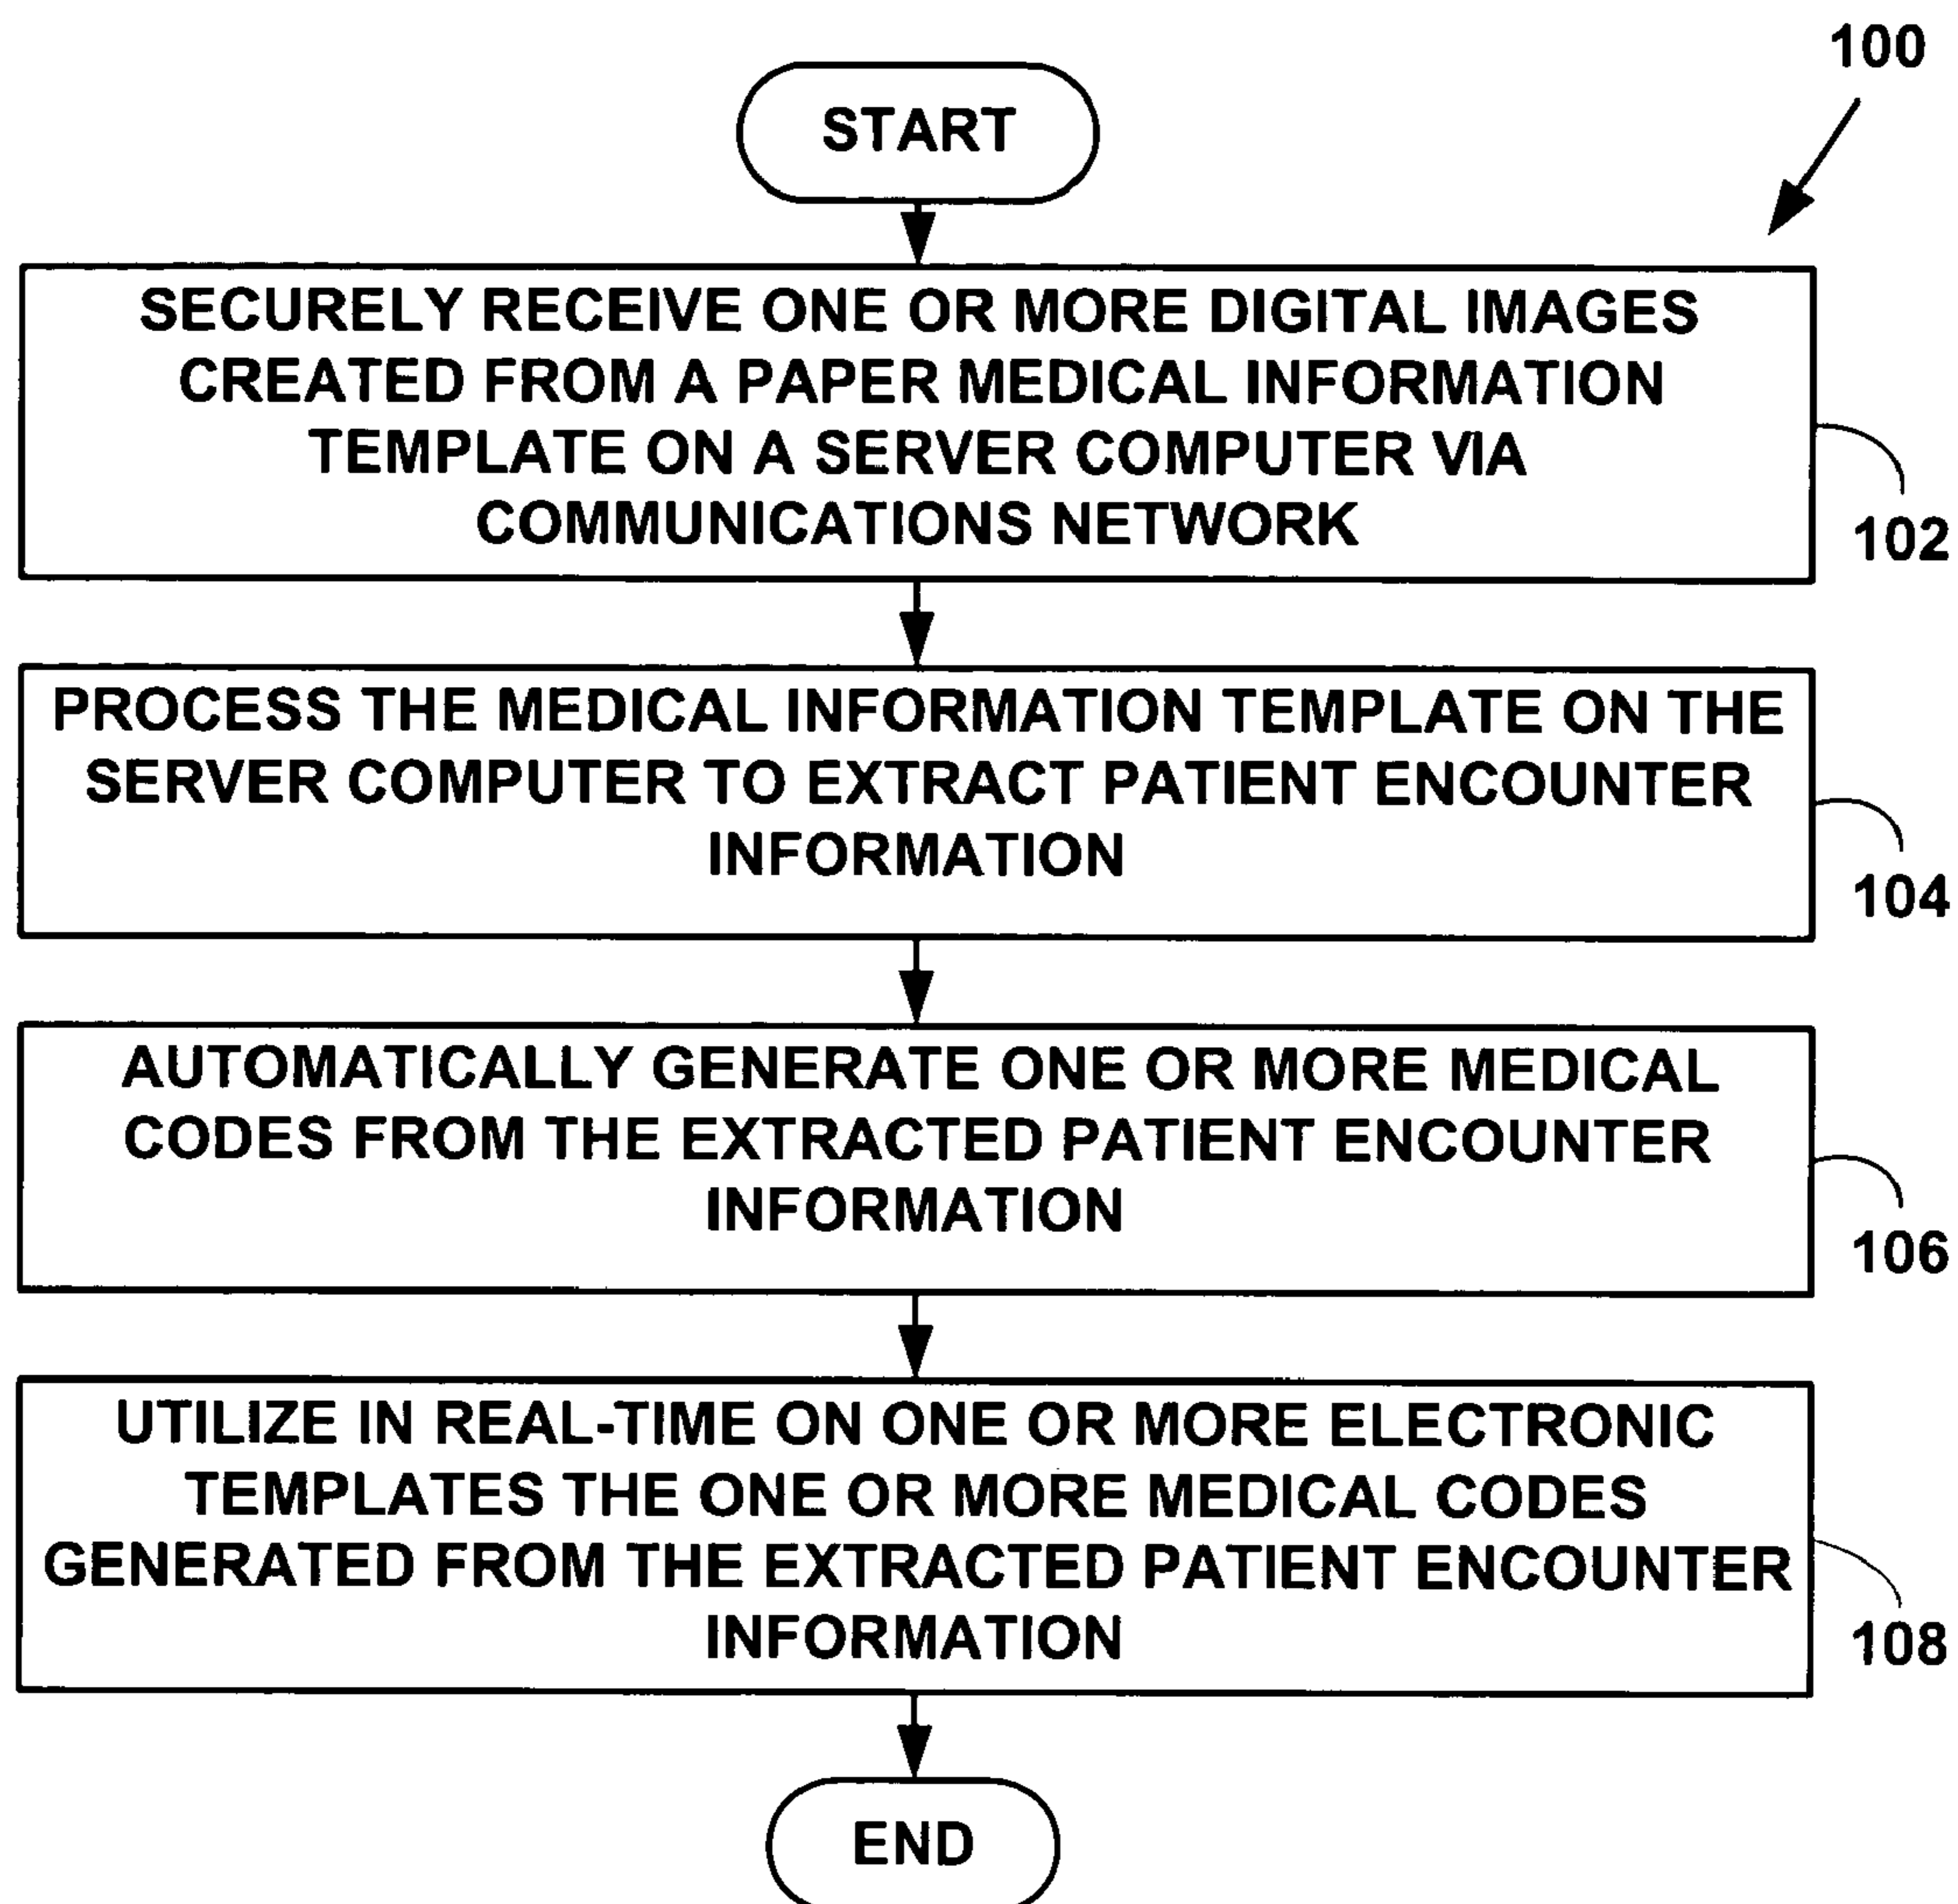 100
START
SECURELY RECEIVE ONE OR MORE DIGITAL IMAGES
CREATED FROM A PAPER MEDICAL INFORMATION
TEMPLATE ON A SERVER COMPUTER VIA
COMMUNICATIONS NETWORK
102
PROCESS THE MEDICAL INFORMATION TEMPLATE ON THE
SERVER COMPUTER TO EXTRACT PATIENT ENCOUNTER
INFORMATION
104
AUTOMATICALLY GENERATE ONE OR MORE MEDICAL
CODES FROM THE EXTRACTED PATIENT ENCOUNTER
INFORMATION
106
UTILIZE IN REAL-TIME ON ONE OR MORE ELECTRONIC
TEMPLATES THE ONE OR MORE MEDICAL CODES
GENERATED FROM THE EXTRACTED PATIENT ENCOUNTER
INFORMATION
108
END